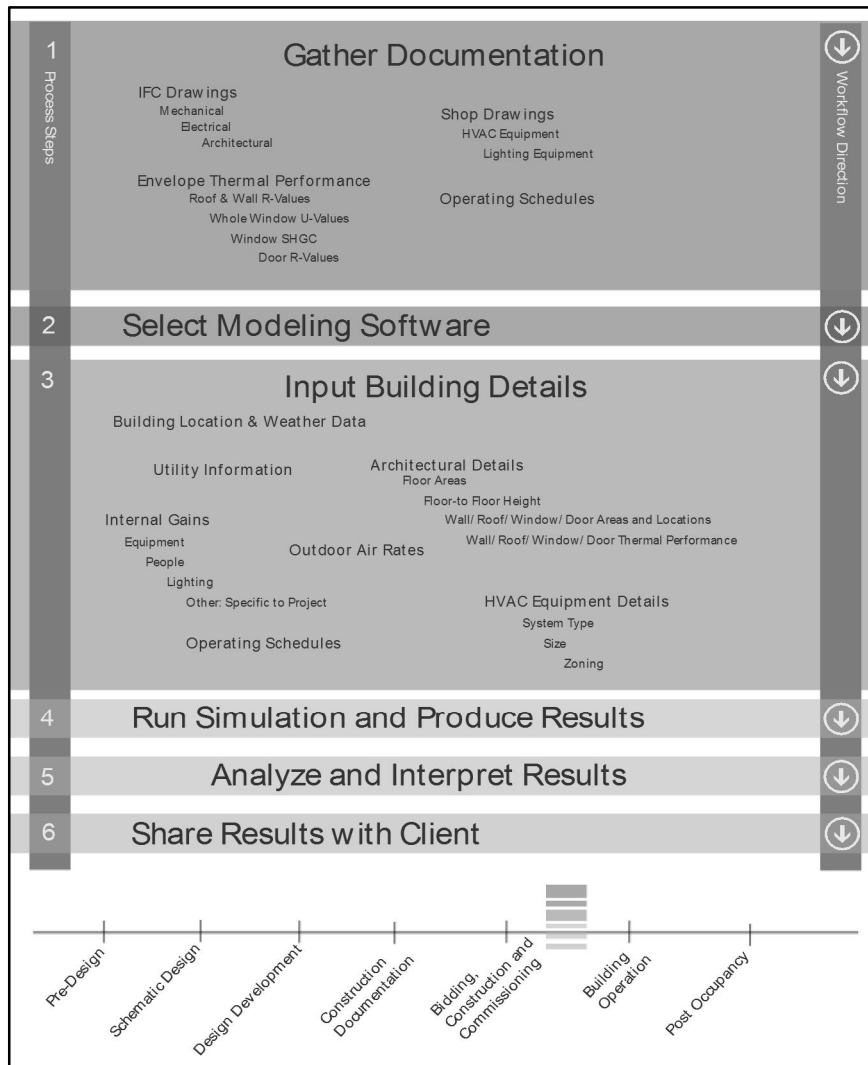 1
Process Steps
Workflow Direction
Gather Documentation
IFC Drawings
Mechanical
Electrical
Architectural
Shop Drawings
HVAC Equipment
Lighting Equipment
Envelope Thermal Performance
Roof & Wall R-Values
Whole Window U-Values
Window SHGC
Door R-Values
Operating Schedules
2
Select Modeling Software
3
Input Building Details
Building Location & Weather Data
Utility Information
Architectural Details
Floor Areas
Floor-to Floor Height
Wall/ Roof/ Window/ Door Areas and Locations
Wall/ Roof/ Window/ Door Thermal Performance
Internal Gains
Equipment
People
Lighting
Other: Specific to Project
Outdoor Air Rates
HVAC Equipment Details
System Type
Size
Zoning
Operating Schedules
4
Run Simulation and Produce Results
5
Analyze and Interpret Results
6
Share Results with Client
Pre-Design
Schematic Design
Design Development
Construction
Documentation
Bidding,
Construction and
Commissioning
Building
Operation
Post Occupancy